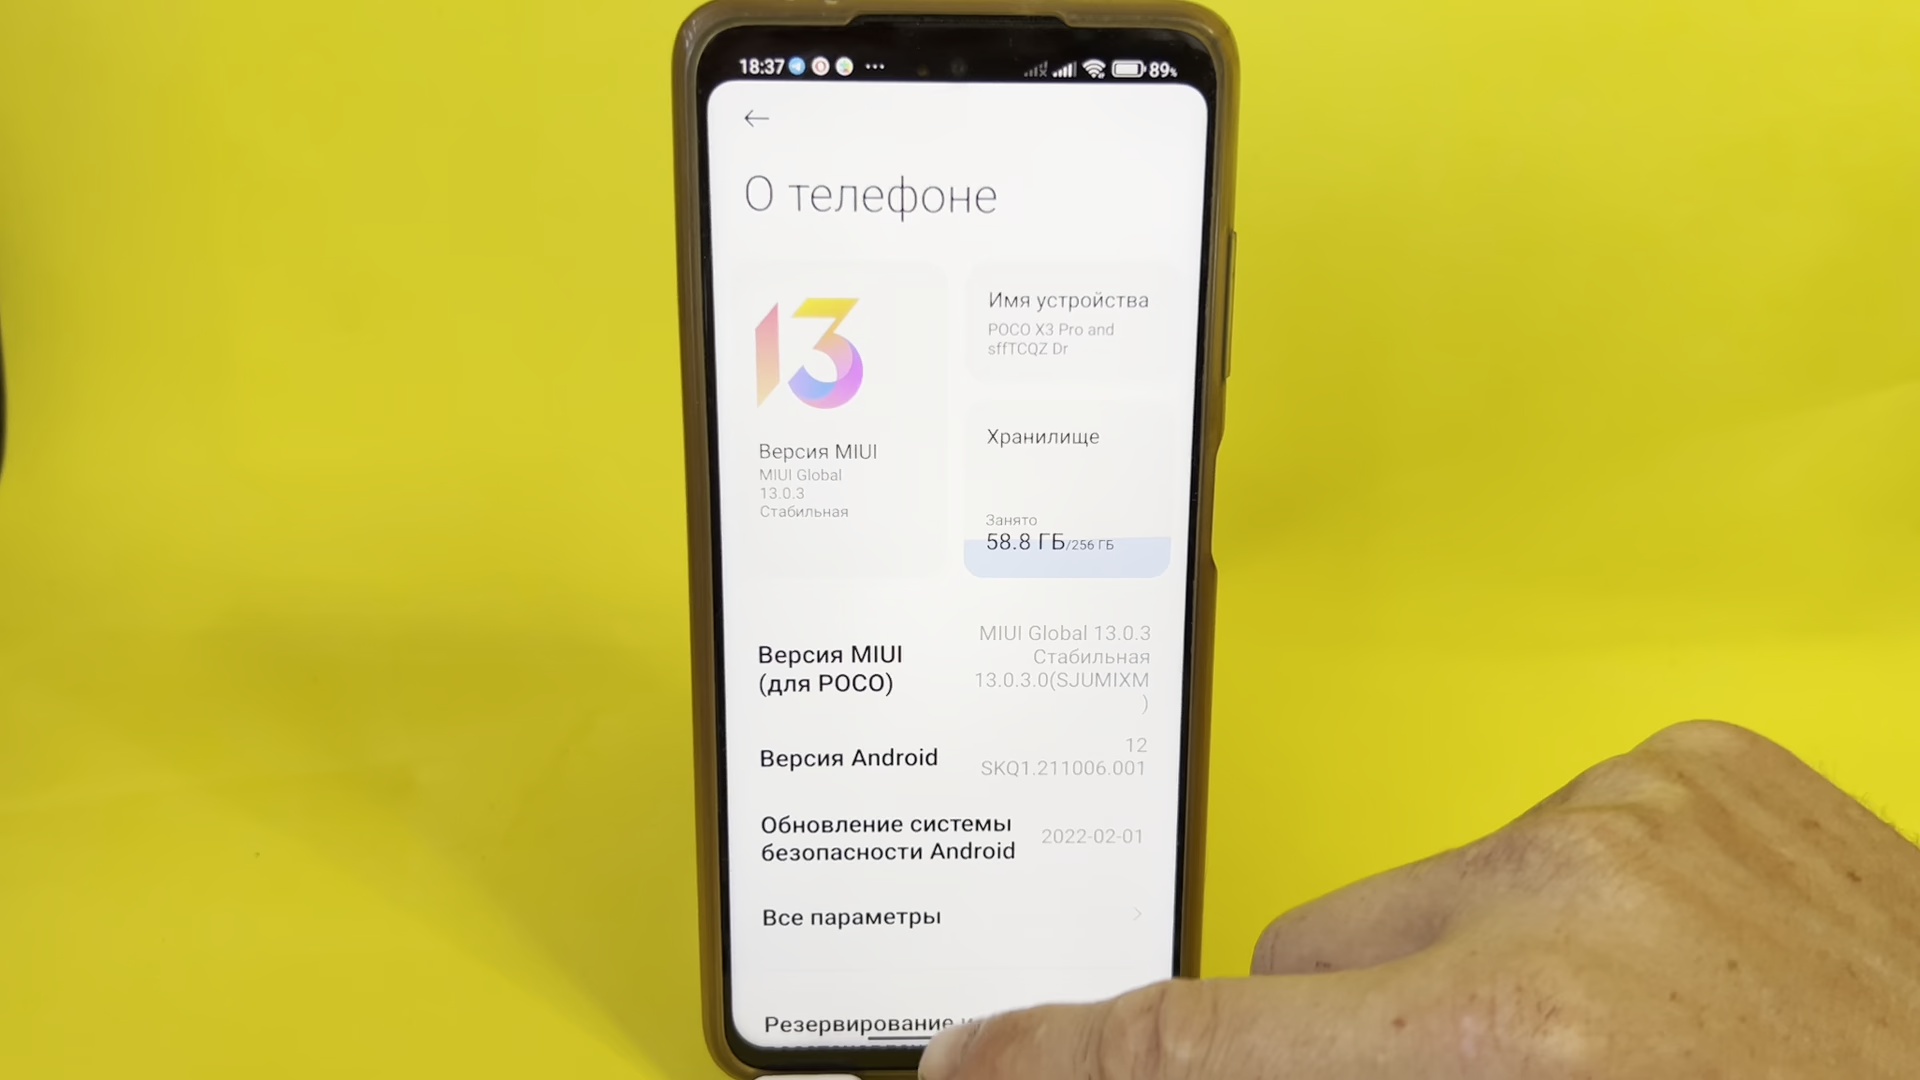 18:37
89%
О телефоне
13
Версия MIUI
MIUI Global
13.0.3
Стабильная
Имя устройства
POCO X3 Pro and
sffTCQZ Dr
Хранилище
Занято
58.8 ГБ/256 ГБ
Версия MIUI
(для POCO)
MIUI Global 13.0.3
Стабильная
13.0.3.0(SJUMIXM
)
Версия Android
12
SKQ1.211006.001
Обновление системы
безопасности Android
2022-02-01
Все параметры
Резервирование